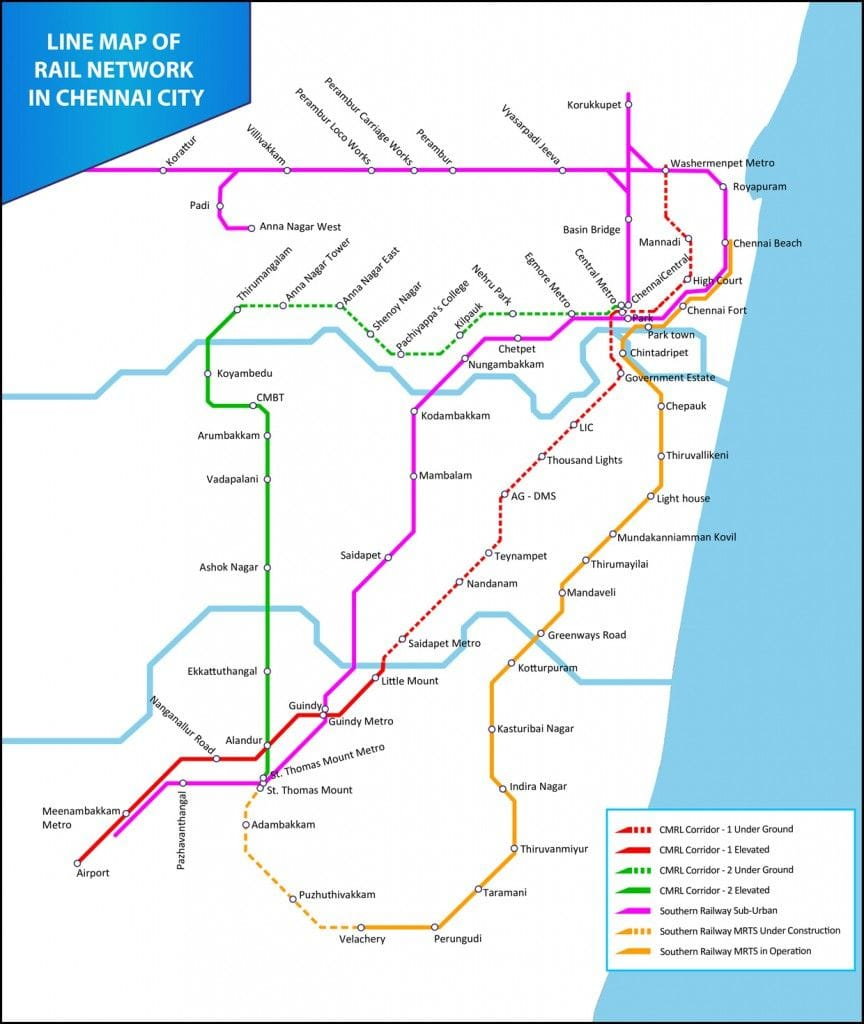 LINE MAP OF
RAIL NETWORK
IN CHENNAI CITY
Korattur
Villivakkam
Perambur Loco Works
Perambur Carriage Works
Perambur
Vyasarpadi Jeeva
Korukkupet
Washermenpet Metro
Royapuram
Padi
Anna Nagar West
Basin Bridge
Mannadi
Chennai Beach
Thirumangalam
Anna Nagar Tower
Anna Nagar East
Shenoy Nagar
Pachiyappa's College
Kilpauk
Nehru Park
Egmore Metro
Central Metro
ChennaiCentral
High Court
Chennai Fort
Park
Park town
Chetpet
Nungambakkam
Chintadripet
Government Estate
Koyambedu
CMBT
Kodambakkam
Chepauk
Arumbakkam
LIC
Vadapalani
Mambalam
Thousand Lights
Thiruvallikeni
AG - DMS
Light house
Ashok Nagar
Saidapet
Teynampet
Mundakanniamman Kovil
Nandanam
Thirumayilai
Mandaveli
Saidapet Metro
Greenways Road
Ekkattuthangal
Little Mount
Kotturpuram
Nanganallur Road
Guindy
Guindy Metro
Alandur
Kasturibai Nagar
St. Thomas Mount Metro
St. Thomas Mount
Indira Nagar
Meenambakkam
Metro
Pazhavanthangal
Adambakkam
Airport
Thiruvanmiyur
Puzhuthivakkam
Taramani
Velachery
Perungudi
CMRL Corridor - 1 Under Ground
CMRL Corridor - 1 Elevated
CMRL Corridor - 2 Under Ground
CMRL Corridor - 2 Elevated
Southern Railway Sub-Urban
Southern Railway MRTS Under Construction
Southern Railway MRTS in Operation